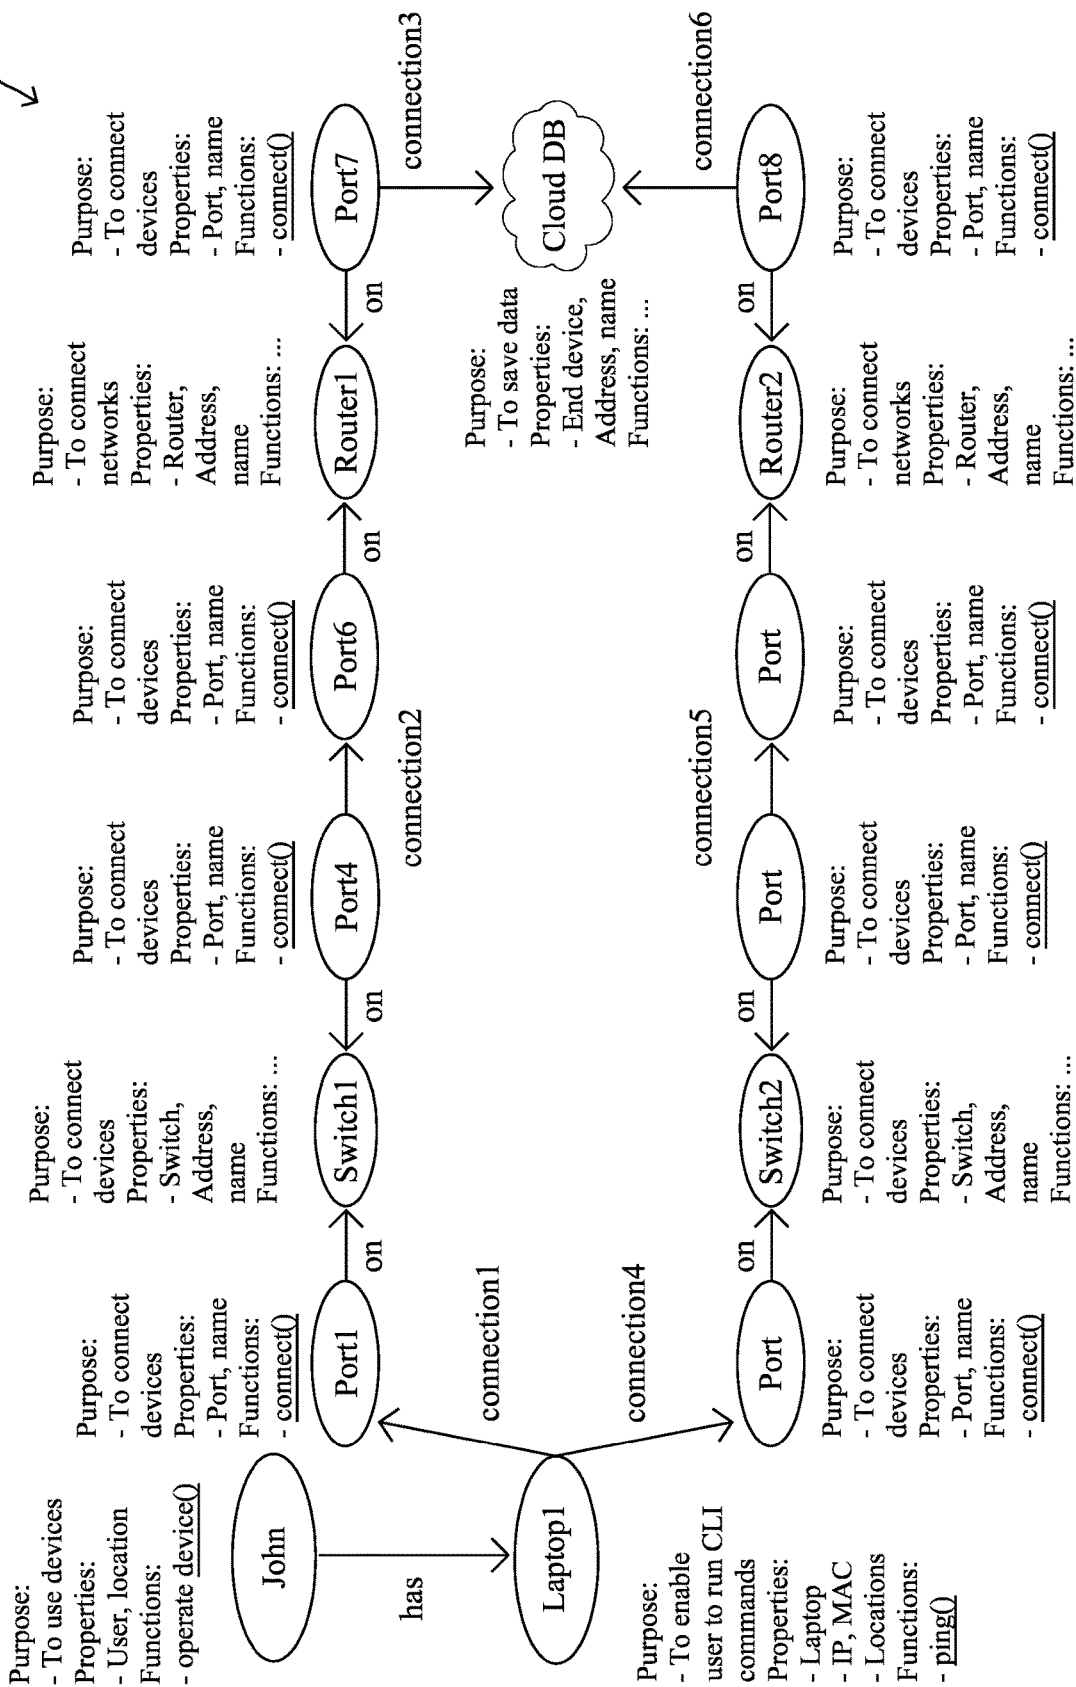 Purpose:
- To use devices
Properties:
- User, location
Functions:
- operate device()
John
has
Laptop1
Purpose:
- To enable
user to run CLI
commands
Properties:
- Laptop
- IP, MAC
- Locations
Functions:
- ping()
Purpose:
- To connect
devices
Properties:
- Port, name
Functions:
- connect()
Port1
on
connection1
Purpose:
- To connect
devices
Properties:
- Switch,
Address,
name
Functions: ...
Switch1
on
Purpose:
- To connect
devices
Properties:
- Port, name
Functions:
- connect()
Port4
connection2
Purpose:
- To connect
devices
Properties:
- Port, name
Functions:
- connect()
Port6
on
Purpose:
- To connect
networks
Properties:
- Router,
Address,
name
Functions: ...
Router1
on
Purpose:
- To connect
devices
Properties:
- Port, name
Functions:
- connect()
Port7
connection3
Purpose:
- To save data
Properties:
- End device,
Address, name
Functions: ...
Cloud DB
connection4
Port
on
Purpose:
- To connect
devices
Properties:
- Port, name
Functions:
- connect()
Switch2
on
Purpose:
- To connect
devices
Properties:
- Switch,
Address,
name
Functions: ...
Port
connection5
Purpose:
- To connect
devices
Properties:
- Port, name
Functions:
- connect()
Port
on
Purpose:
- To connect
devices
Properties:
- Port, name
Functions:
- connect()
Router2
on
Purpose:
- To connect
networks
Properties:
- Router,
Address,
name
Functions: ...
connection6
Port8
Purpose:
- To connect
devices
Properties:
- Port, name
Functions:
- connect()